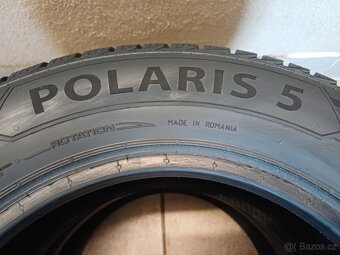 POLARIS 5
ROTATION
MADE IN ROMANIA
Bazos.cz